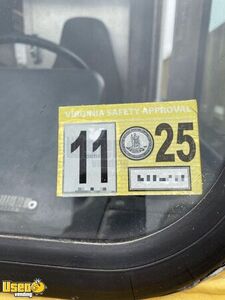 VIRGINIA SAFETY APPROVAL
11 25
Used
vending